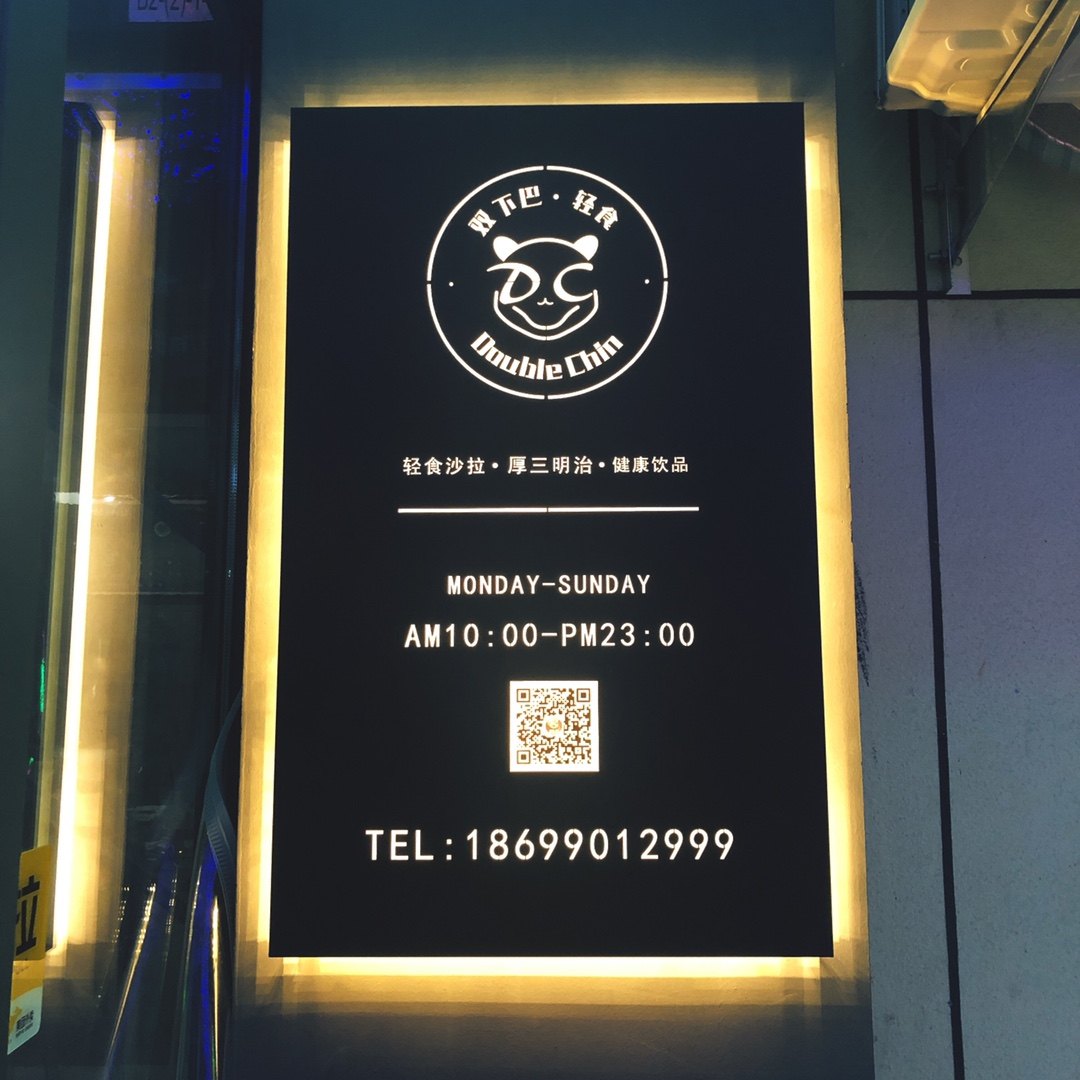 双下巴·轻食
DC
Double Chin
轻食沙拉·厚三明治·健康饮品
MONDAY-SUNDAY
AM10:00-PM23:00
TEL:18699012999
拉